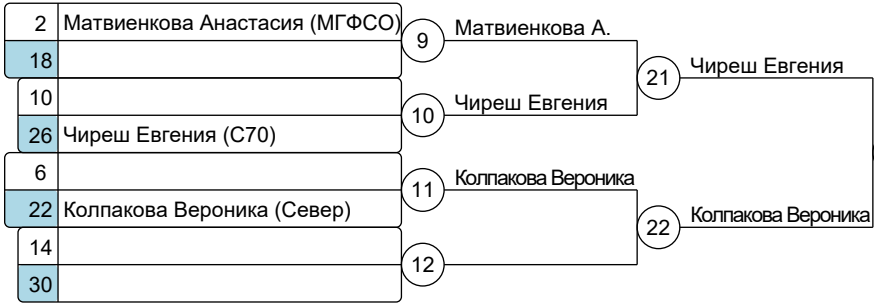 2 Матвиенкова Анастасия (МГФСО)
18
9 Матвиенкова А.
10
26 Чиреш Евгения (С70)
10 Чиреш Евгения
21 Чиреш Евгения
6
22 Колпакова Вероника (Север)
11 Колпакова Вероника
14
30
12
22 Колпакова Вероника